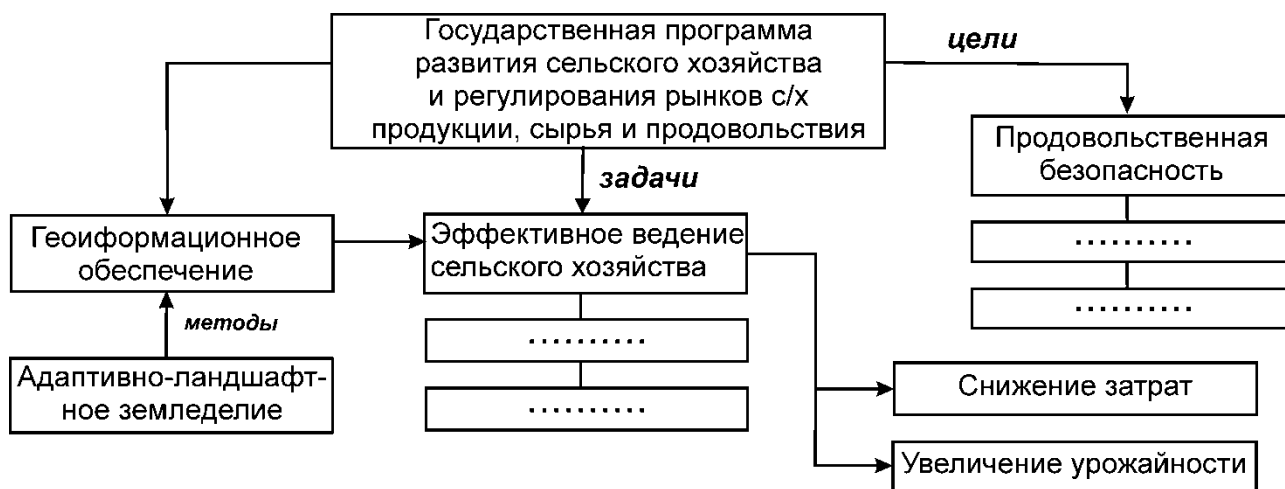 Государственная программа
развития сельского хозяйства
и регулирования рынков с/х
продукции, сырья и продовольствия
цели
Продовольственная
безопасность
..........
..........
задачи
Геоиформационное
обеспечение
Эффективное ведение
сельского хозяйства
..........
..........
методы
Адаптивно-ландшафт-
ное земледелие
Снижение затрат
Увеличение урожайности